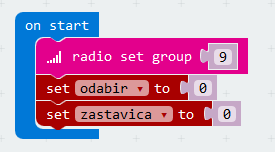 on start
radio set group 9
set odabir to 0
set zastavica to 0